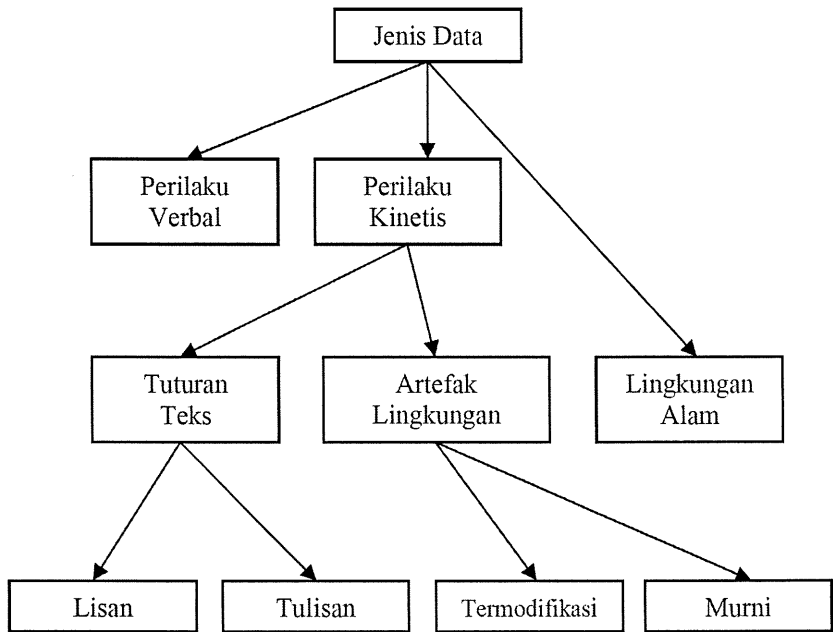 Jenis Data
Perilaku
Verbal
Perilaku
Kinetis
Tuturan
Teks
Artefak
Lingkungan
Lingkungan
Alam
Lisan
Tulisan
Termodifikasi
Murni